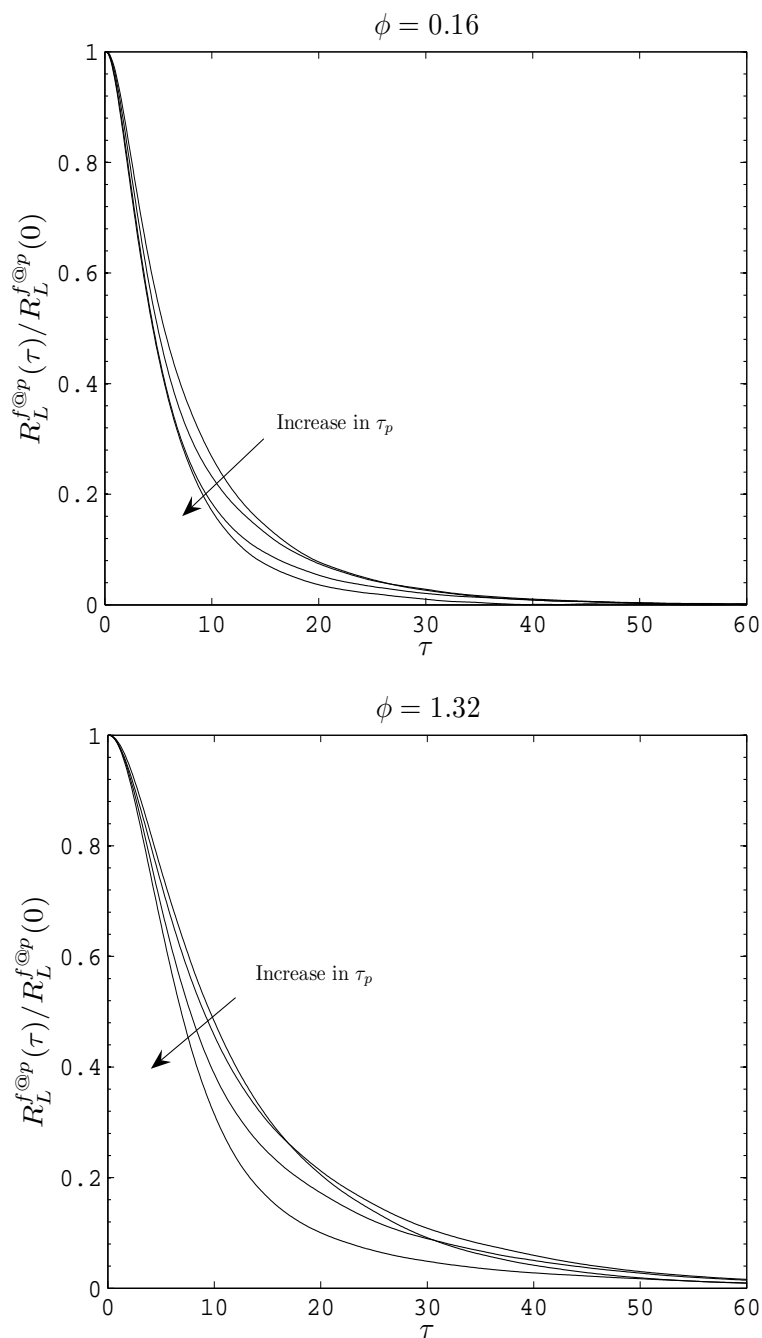 ϕ = 0.16
1
0.8
0.6
0.4
0.2
0
R_L^{f@p}(τ)/R_L^{f@p}(0)
Increase in τ_p
0 10 20 30 40 50 60
τ
ϕ = 1.32
1
0.8
0.6
0.4
0.2
0
R_L^{f@p}(τ)/R_L^{f@p}(0)
Increase in τ_p
0 10 20 30 40 50 60
τ